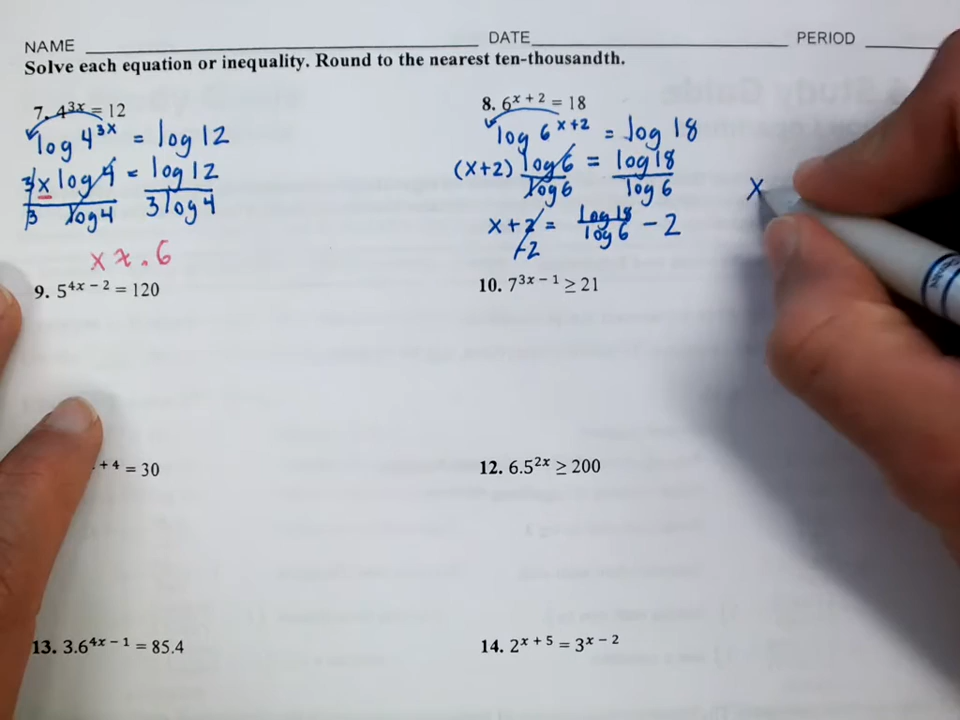 NAME DATE PERIOD
Solve each equation or inequality. Round to the nearest ten-thousandth.
7. 4^3x = 12
log 4^3x = log 12
3x log 4 = log 12
3 log 4 3 log 4
x ≈ .6
8. 6^x + 2 = 18
log 6^x+2 = log 18
(x+2) log 6 = log 18
log 6 log 6
x + 2 = log 18 / log 6 - 2
-2
x
9. 5^4x − 2 = 120
10. 7^3x − 1 ≥ 21
+ 4 = 30
12. 6.5^2x ≥ 200
13. 3.6^4x − 1 = 85.4
14. 2^x + 5 = 3^x − 2